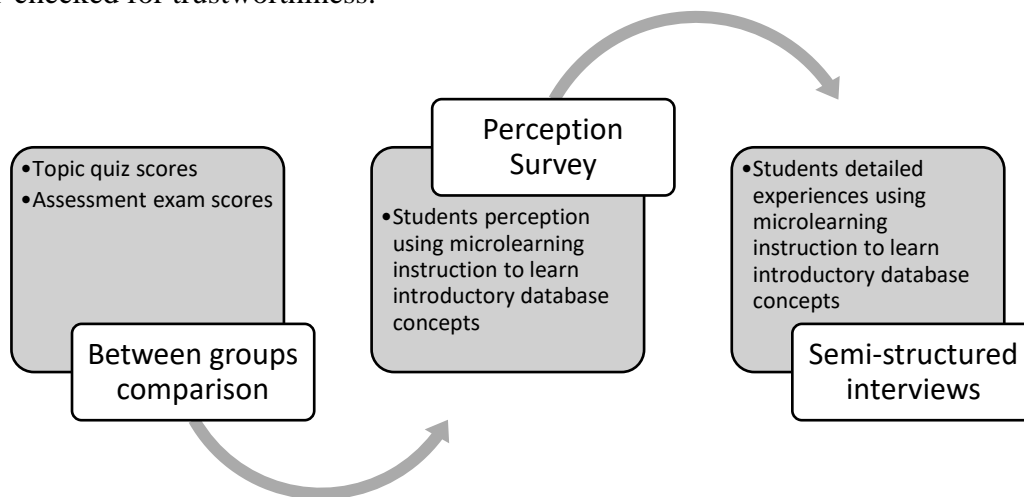 checked for trustworthiness.
•Topic quiz scores
•Assessment exam scores
Between groups
comparison
Perception
Survey
•Students perception
using microlearning
instruction to learn
introductory database
concepts
•Students detailed
experiences using
microlearning
instruction to learn
introductory database
concepts
Semi-structured
interviews